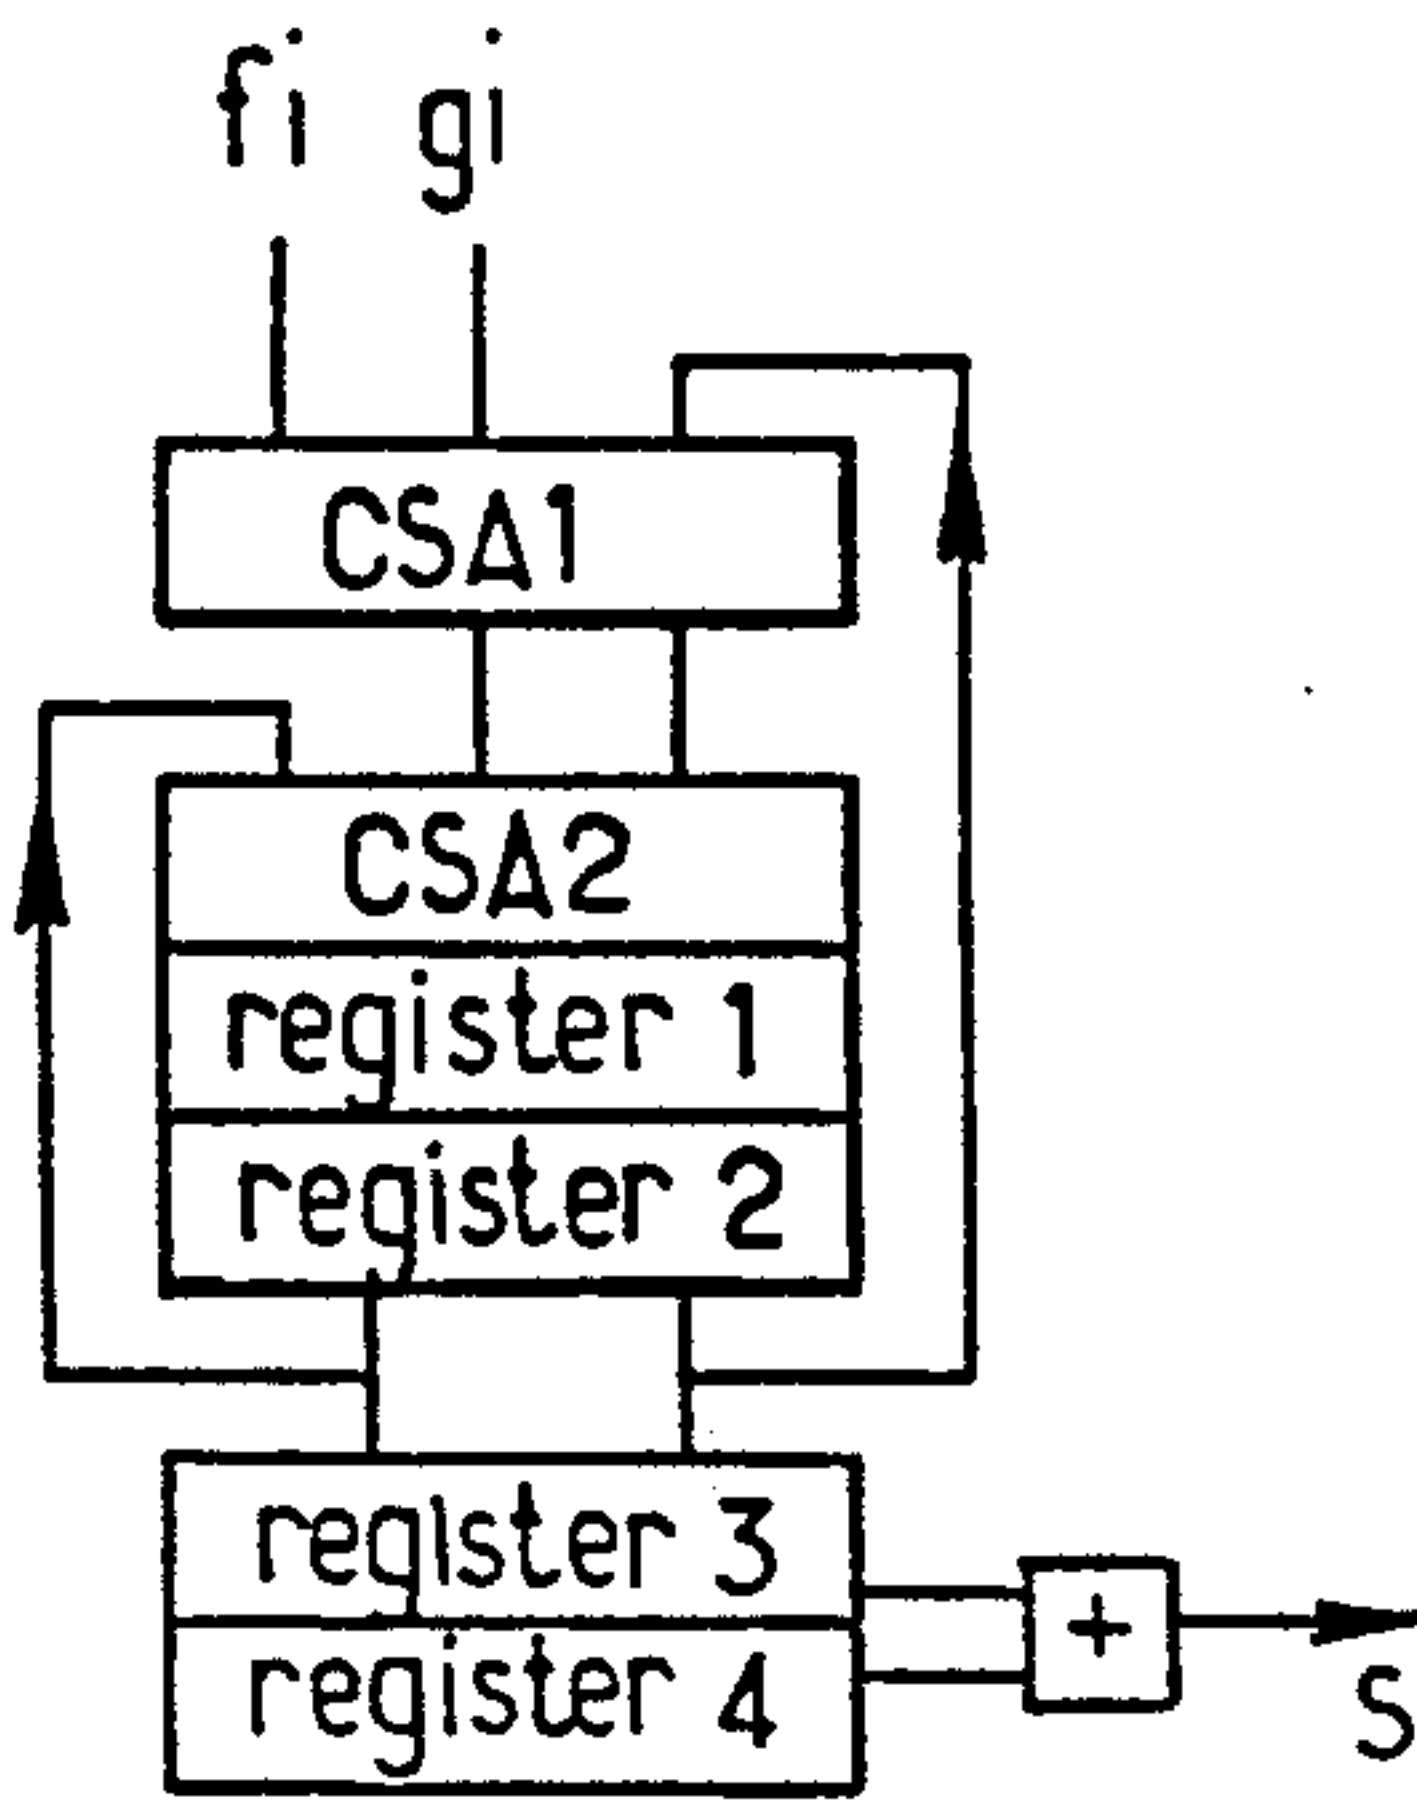 fi gi
CSA1
CSA2
register 1
register 2
register 3
register 4
+
S